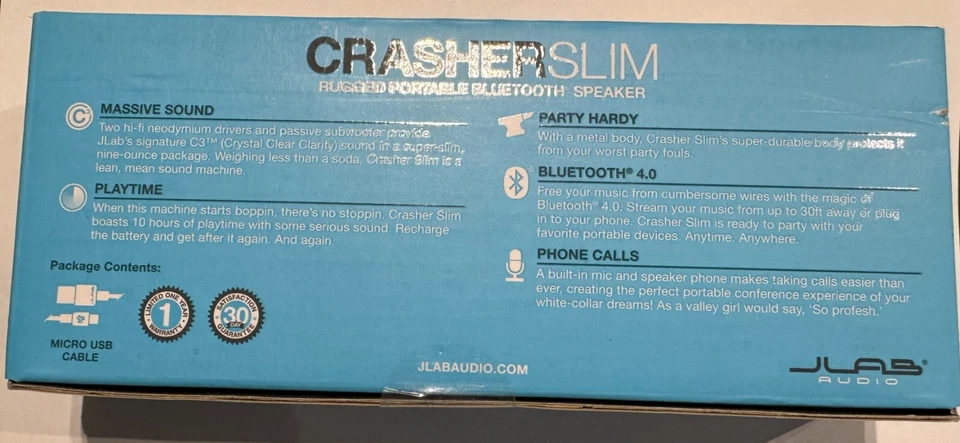 CRASHERSLIM
RUGGED PORTABLE BLUETOOTH® SPEAKER
C3
MASSIVE SOUND
Two hi-fi neodymium drivers and passive subwoofer provide
JLab's signature C3™ (Crystal Clear Clarity) sound in a super-slim,
nine-ounce package. Weighing less than a soda, Crasher Slim is a
lean, mean sound machine.
PLAYTIME
When this machine starts boppin, there's no stoppin. Crasher Slim
boasts 10 hours of playtime with some serious sound. Recharge
the battery and get after it again. And again.
Package Contents:
MICRO USB
CABLE
LIMITED ONE YEAR
1
WARRANTY
SATISFACTION
30
DAY
GUARANTEE
PARTY HARDY
With a metal body, Crasher Slim's super-durable body protects it
from your worst party fouls.
BLUETOOTH® 4.0
Free your music from cumbersome wires with the magic of
Bluetooth® 4.0. Stream your music from up to 30ft away or plug
in to your phone. Crasher Slim is ready to party with your
favorite portable devices. Anytime. Anywhere.
PHONE CALLS
A built-in mic and speaker phone makes taking calls easier than
ever, creating the perfect portable conference experience of your
white-collar dreams! As a valley girl would say, 'So profesh.'
JLABAUDIO.COM
JLAB®
AUDIO